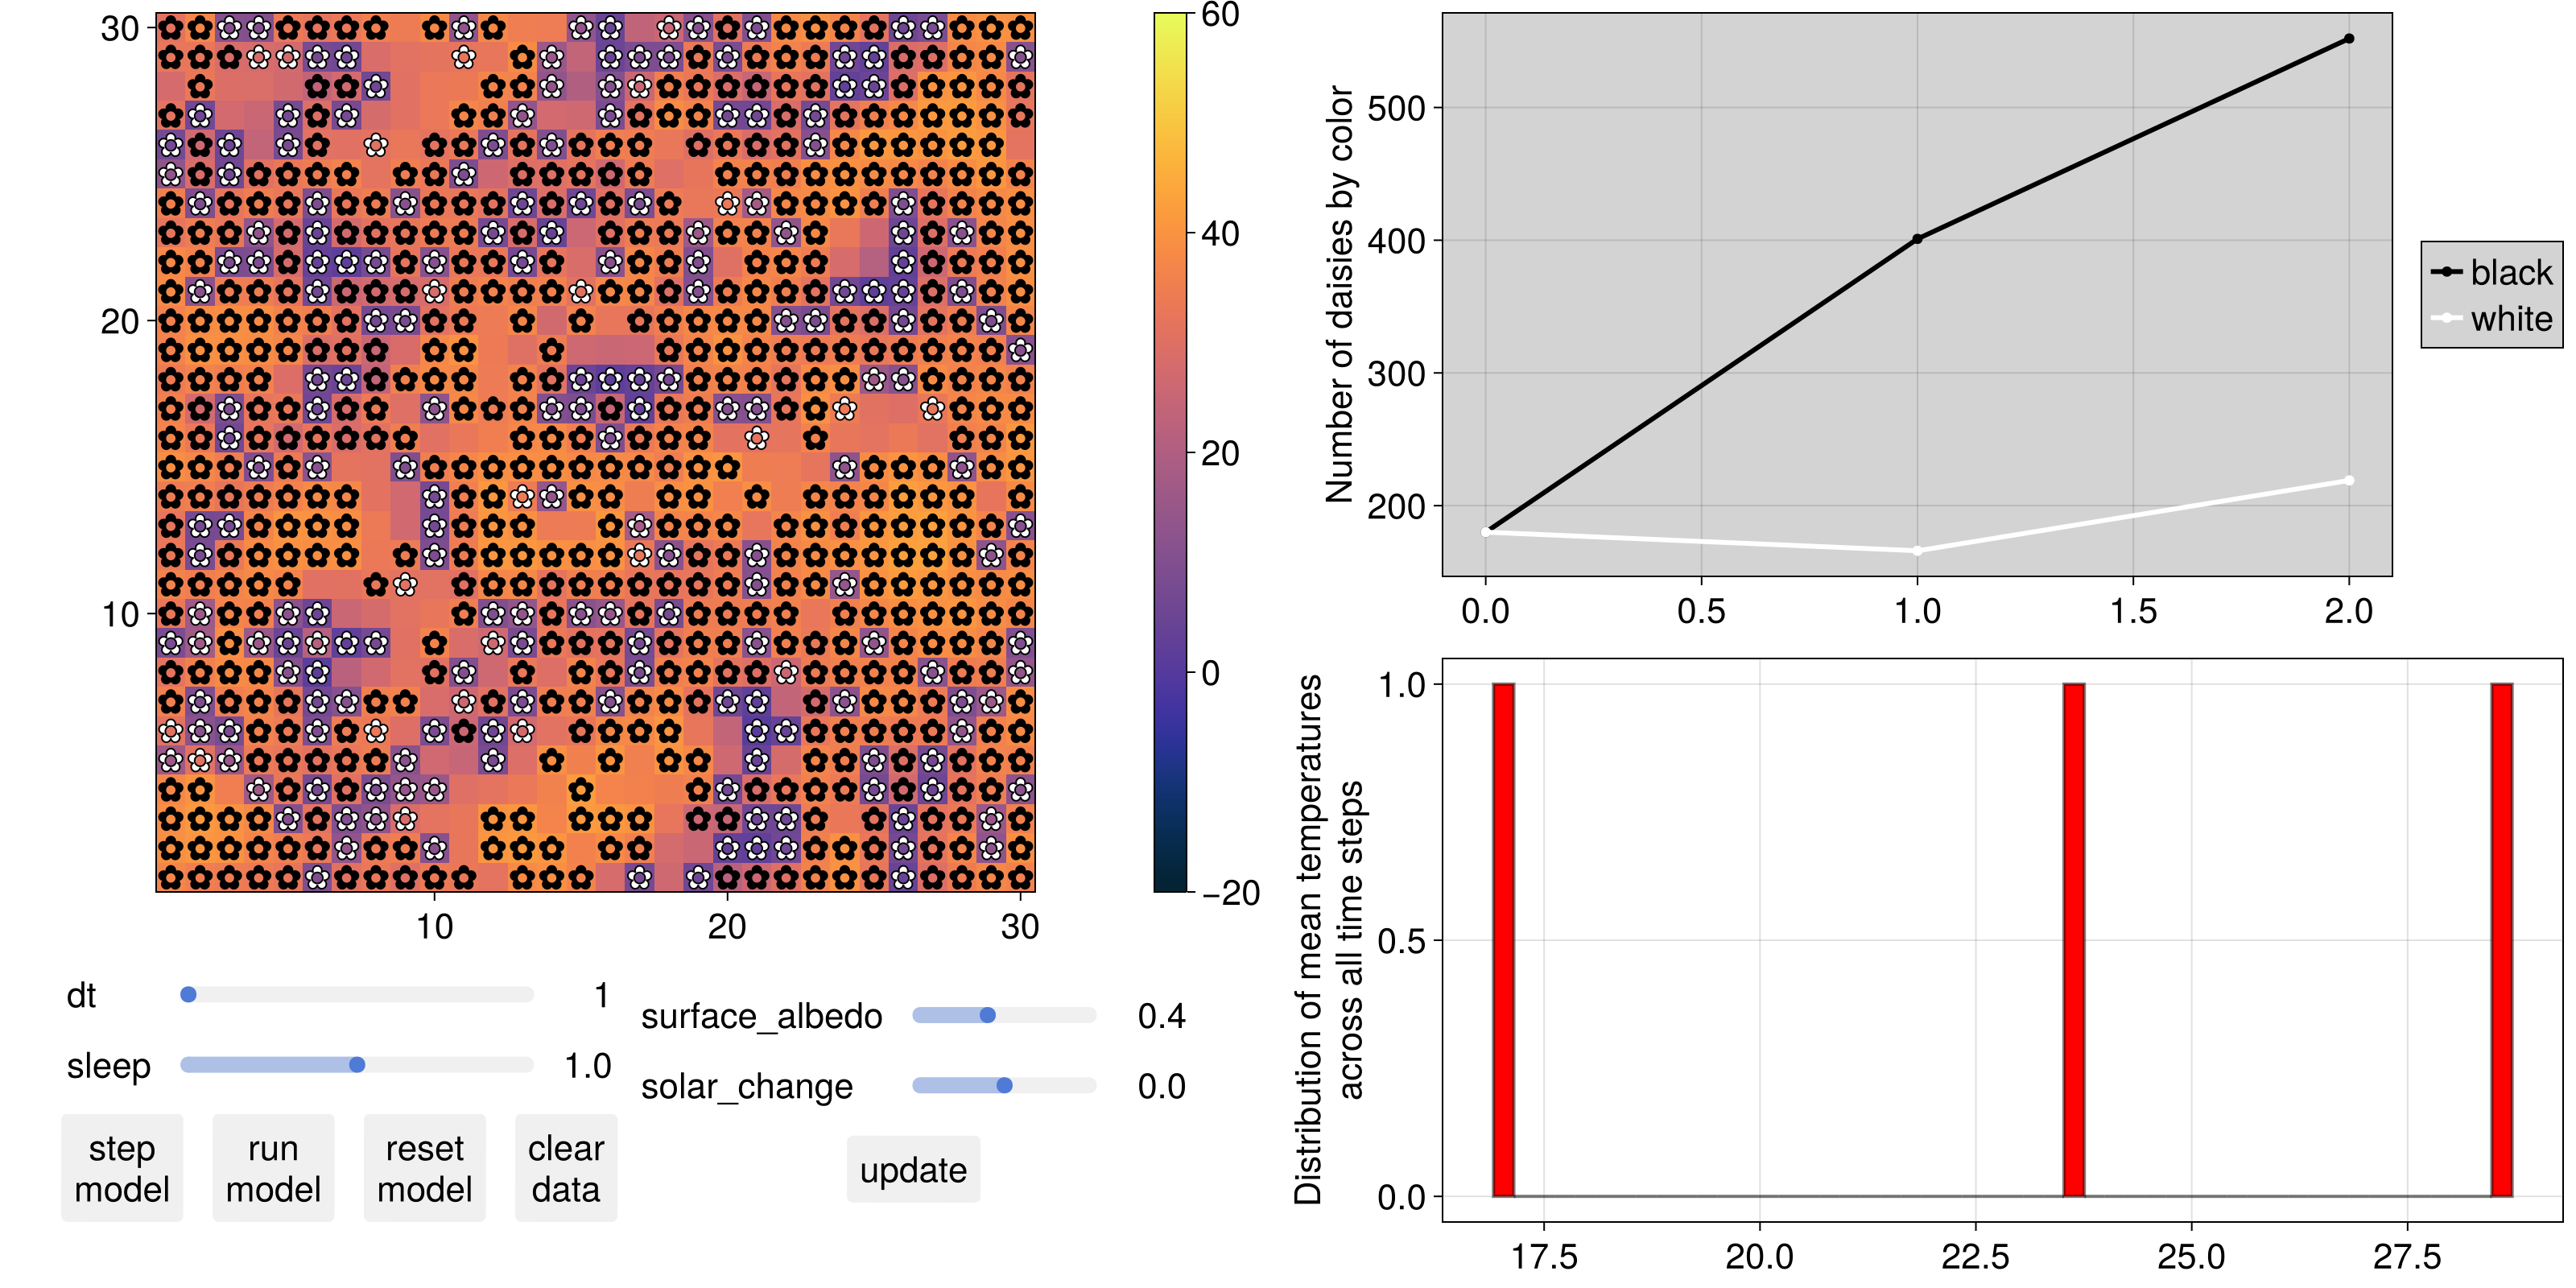 30
20
10
10
20
30
60
40
20
0
−20
Number of daisies by color
500
400
300
200
0.0
0.5
1.0
1.5
2.0
black
white
Distribution of mean temperatures
across all time steps
1.0
0.5
0.0
17.5
20.0
22.5
25.0
27.5
dt
1
sleep
1.0
surface_albedo
0.4
solar_change
0.0
step
model
run
model
reset
model
clear
data
update